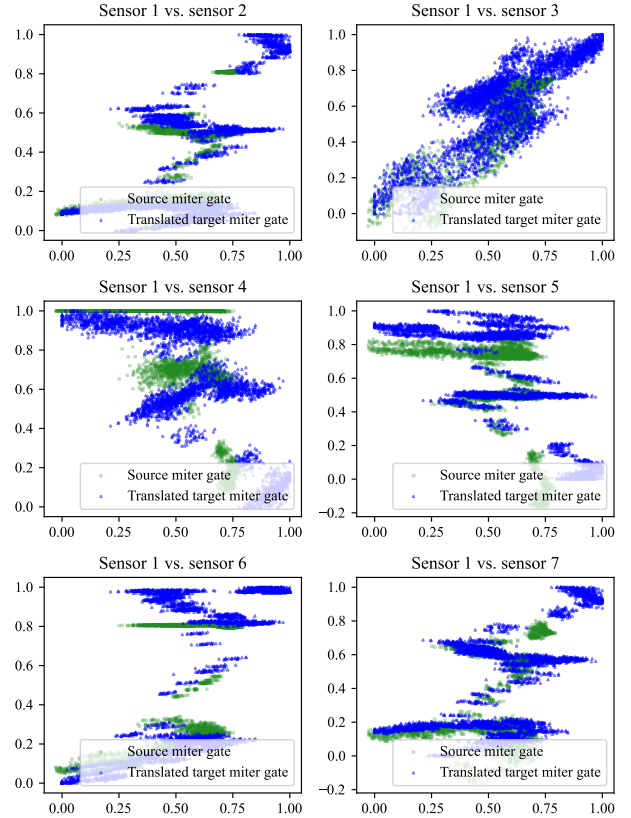 Sensor 1 vs. sensor 2
1.0
0.8
0.6
0.4
0.2
0.0
Source miter gate
Translated target miter gate
0.00 0.25 0.50 0.75 1.00
Sensor 1 vs. sensor 3
1.0
0.8
0.6
0.4
0.2
0.0
Source miter gate
Translated target miter gate
0.00 0.25 0.50 0.75 1.00
Sensor 1 vs. sensor 4
1.0
0.8
0.6
0.4
0.2
0.0
Source miter gate
Translated target miter gate
0.00 0.25 0.50 0.75 1.00
Sensor 1 vs. sensor 5
1.0
0.8
0.6
0.4
0.2
0.0
−0.2
Source miter gate
Translated target miter gate
0.00 0.25 0.50 0.75 1.00
Sensor 1 vs. sensor 6
1.0
0.8
0.6
0.4
0.2
0.0
Source miter gate
Translated target miter gate
0.00 0.25 0.50 0.75 1.00
Sensor 1 vs. sensor 7
1.0
0.8
0.6
0.4
0.2
0.0
−0.2
Source miter gate
Translated target miter gate
0.00 0.25 0.50 0.75 1.00